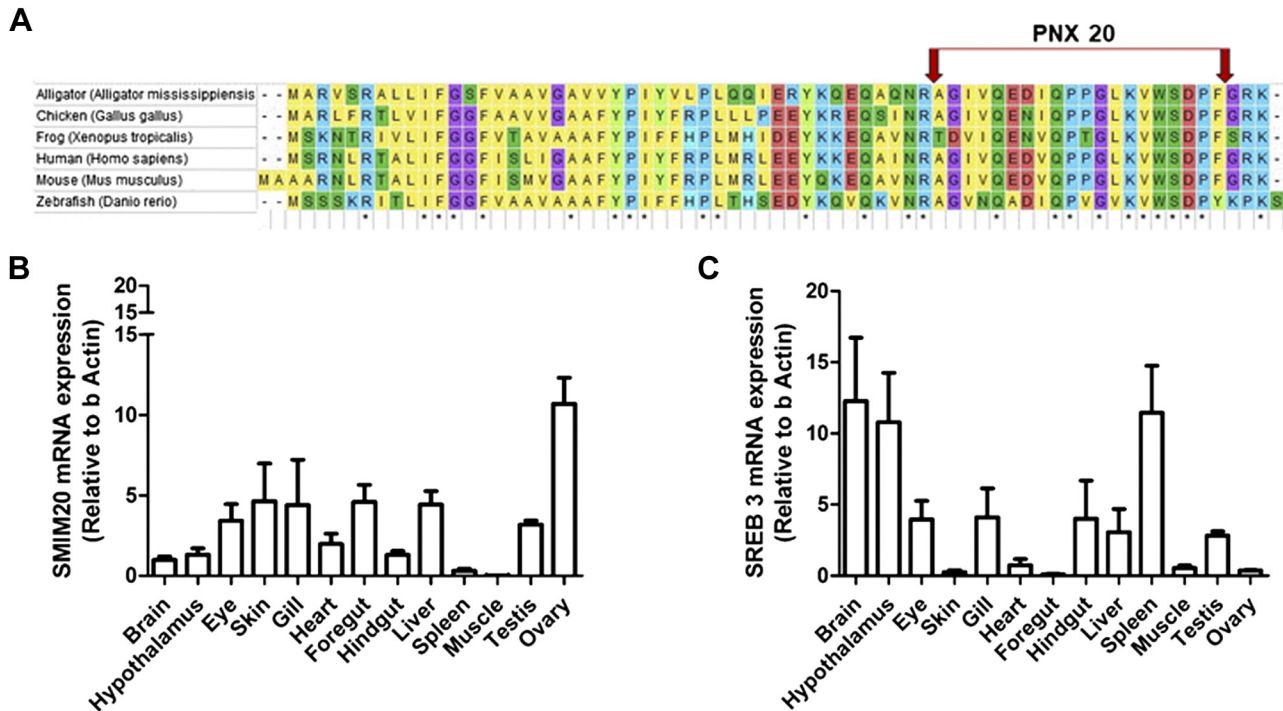 A
PNX 20
Alligator (Alligator mississippiensis - - M A R V S R A L L I F G S F V A A V V G A V V Y P I Y V L P L Q Q I E R Y K Q E Q A Q N R A G I V Q E D I Q P P G L K V W S D P F G R K -
Chicken (Gallus gallus) - - M A R L F R T L V I F G G F A A V V G A A F Y P I Y F R P L L L P E E Y K R E Q S I N R A G I V Q E N I Q P P G L K V W S D P F G R K -
Frog (Xenopus tropicalis) - - M S K N T R I V L I F G G F V T A V A A A F Y P I F F H P L M H I D E Y K E V Q A V N R T D V I Q E N V Q P T G L K V W S D P F S R K -
Human (Homo sapiens) - - M S R N L R T A L I F G G F I S L I G A A F Y P I Y F R P L M R L E E Y K K E Q A I N R A G I V Q E D V Q P P G L K V W S D P F G R K -
Mouse (Mus musculus) M A A A R N L R T A L I F G G F I S M V G A A F Y P I Y F R P L M R L E E Y Q K E Q A V N R A G I V Q E D V Q P P G L K V W S D P F G R K -
Zebrafish (Danio rerio) - - M S S S K R I T L I F G G F V A A V A A A F Y P I F F H P L T H S E D Y K Q V Q K V N R A G V N Q A D I Q P V G V K V W S D P Y K P K S
B
SMIM20 mRNA expression
(Relative to b Actin)
20
15
15
10
5
0
Brain
Hypothalamus
Eye
Skin
Gill
Heart
Foregut
Hindgut
Liver
Spleen
Muscle
Testis
Ovary
C
SREB 3 mRNA expression
(Relative to b Actin)
20
15
10
5
0
Brain
Hypothalamus
Eye
Skin
Gill
Heart
Foregut
Hindgut
Liver
Spleen
Muscle
Testis
Ovary